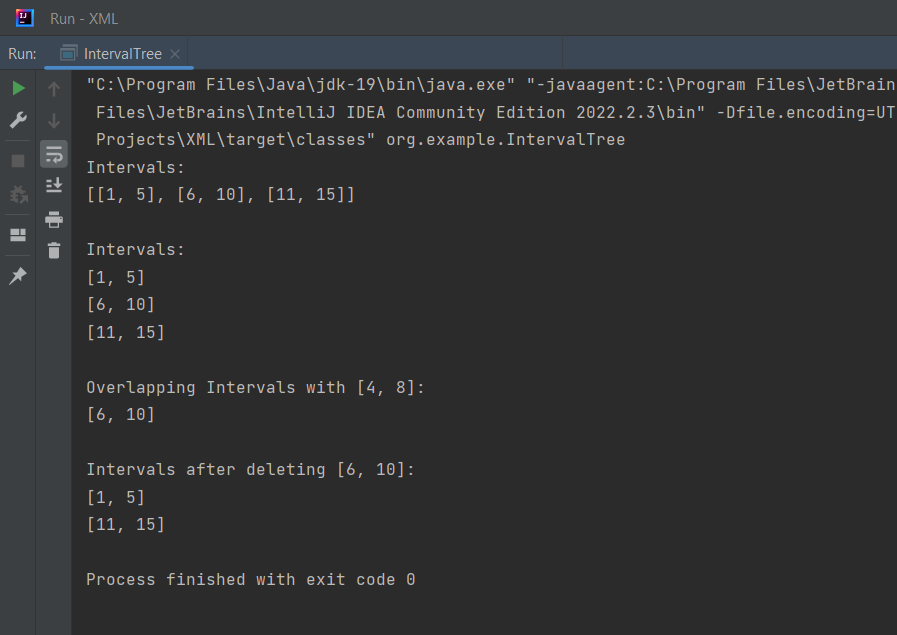 Run - XML
Run: IntervalTree
"C:\Program Files\Java\jdk-19\bin\java.exe" "-javaagent:C:\Program Files\JetBrain
Files\JetBrains\IntelliJ IDEA Community Edition 2022.2.3\bin" -Dfile.encoding=UT
Projects\XML\target\classes" org.example.IntervalTree
Intervals:
[[1, 5], [6, 10], [11, 15]]
Intervals:
[1, 5]
[6, 10]
[11, 15]
Overlapping Intervals with [4, 8]:
[6, 10]
Intervals after deleting [6, 10]:
[1, 5]
[11, 15]
Process finished with exit code 0